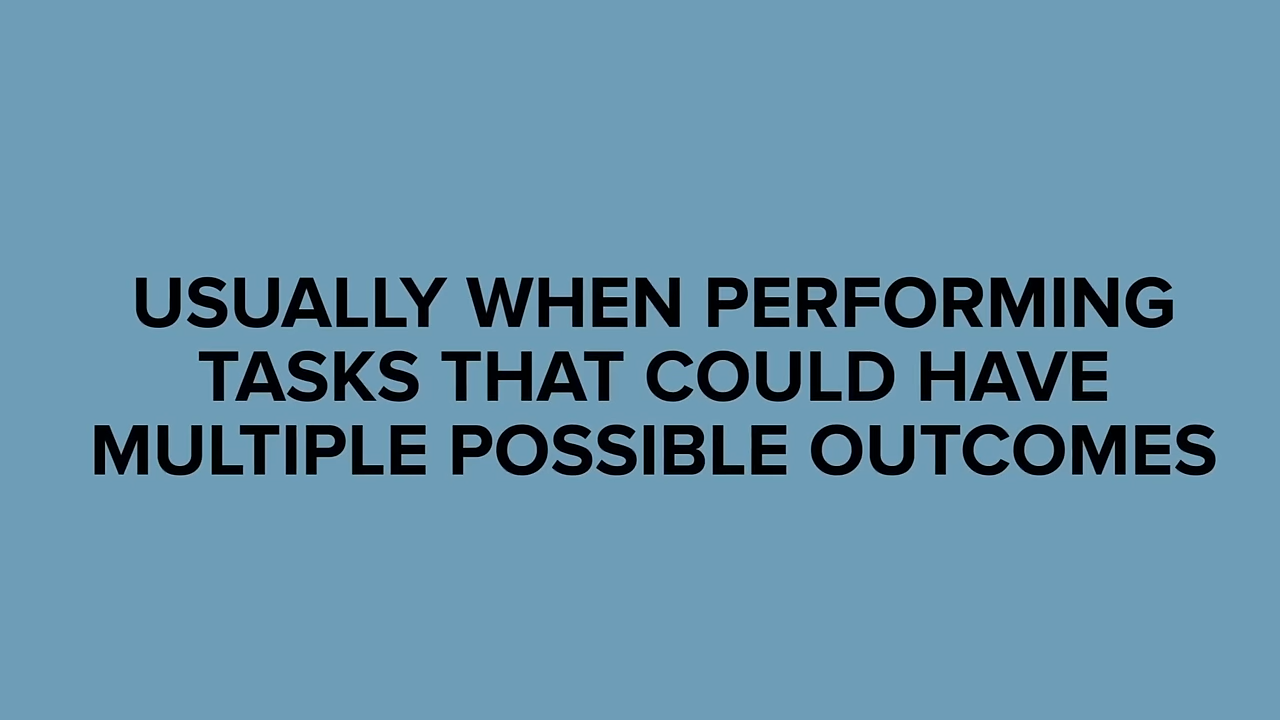 USUALLY WHEN PERFORMING
TASKS THAT COULD HAVE
MULTIPLE POSSIBLE OUTCOMES